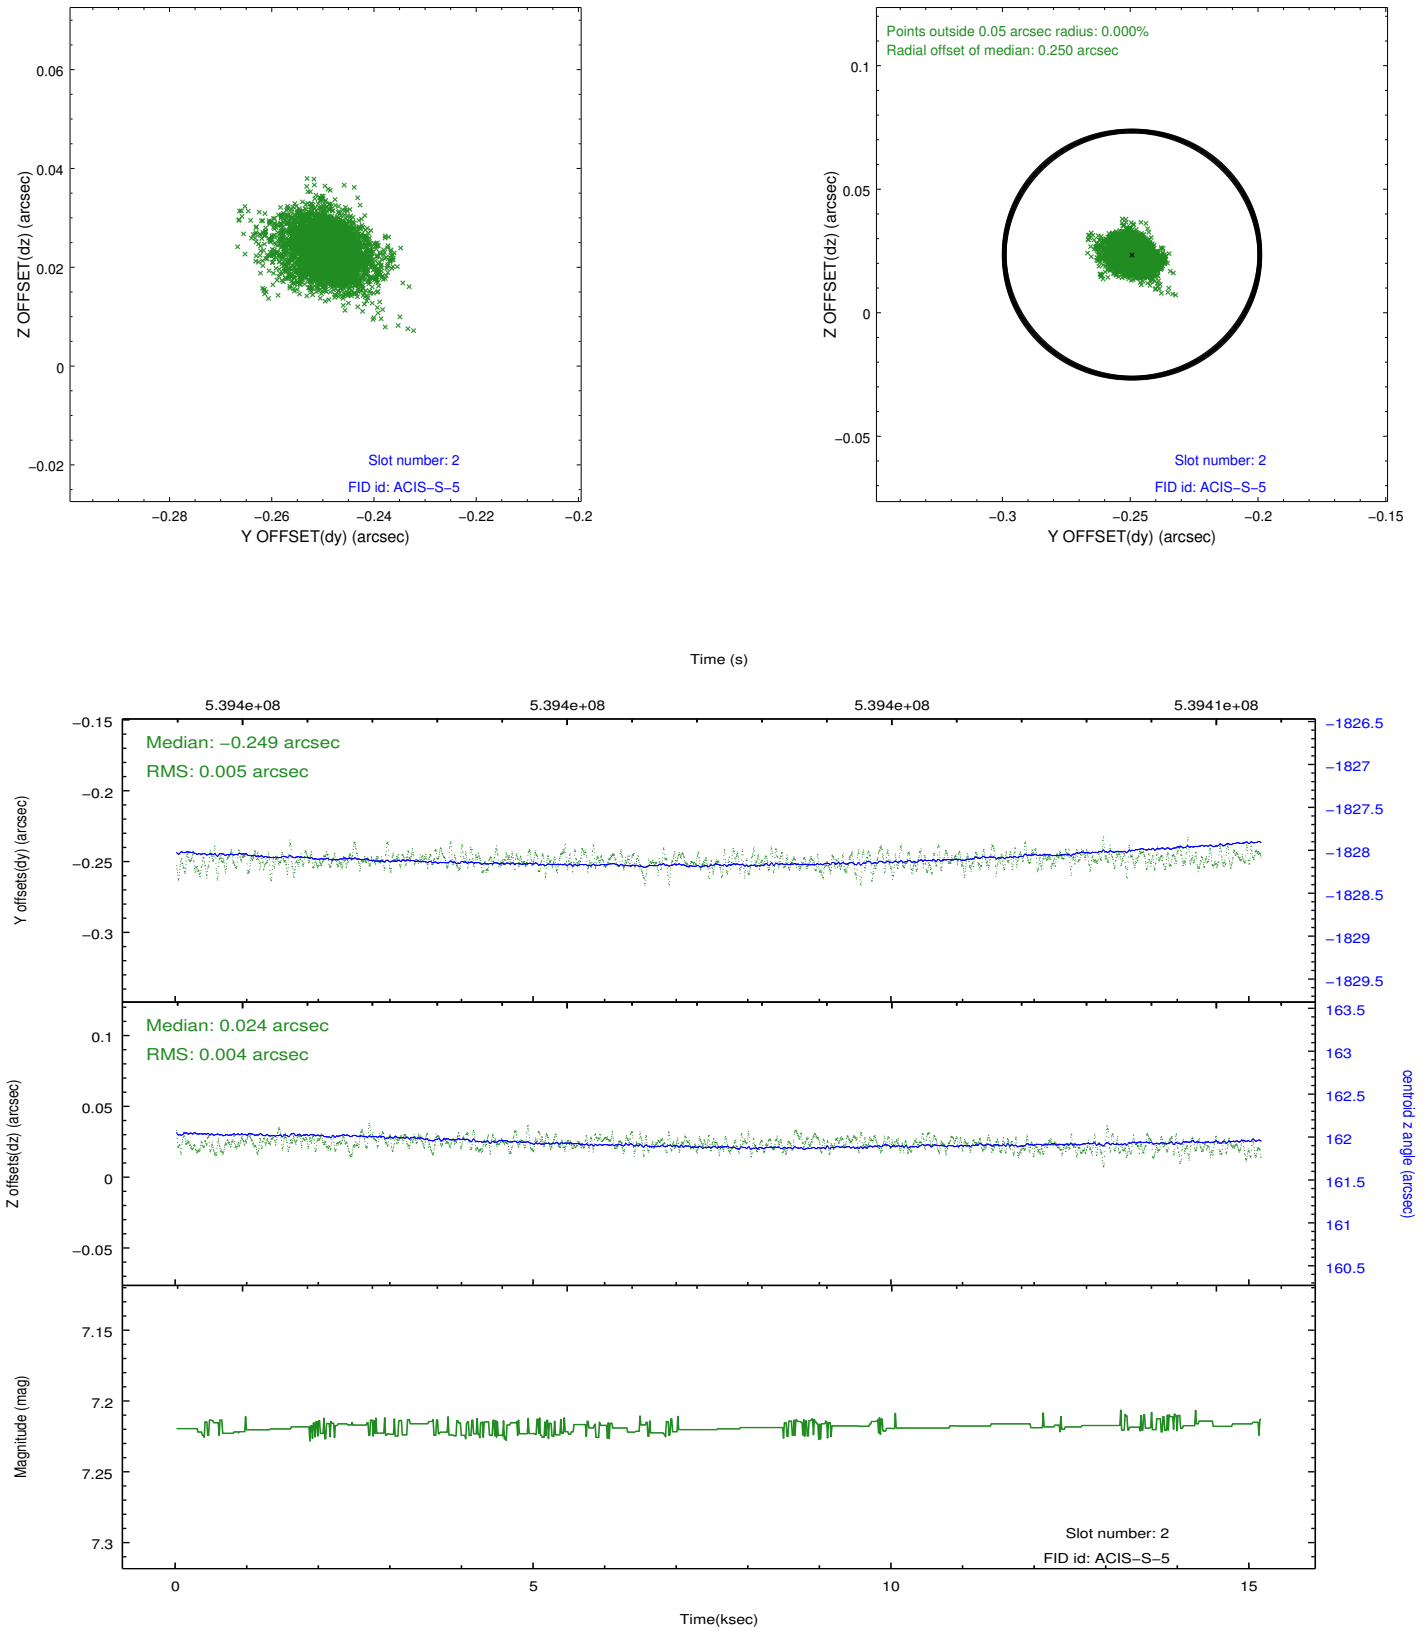 0.06
0.04
0.02
0
−0.02
Z OFFSET(dz) (arcsec)
−0.28
−0.26
−0.24
−0.22
−0.2
Y OFFSET(dy) (arcsec)
Slot number: 2
FID id: ACIS−S−5
Points outside 0.05 arcsec radius: 0.000%
Radial offset of median: 0.250 arcsec
0.1
0.05
0
−0.05
Z OFFSET(dz) (arcsec)
−0.3
−0.25
−0.2
−0.15
Y OFFSET(dy) (arcsec)
Slot number: 2
FID id: ACIS−S−5
Time (s)
5.394e+08
5.394e+08
5.394e+08
5.3941e+08
−0.15
−0.2
−0.25
−0.3
Y offsets(dy) (arcsec)
Median: −0.249 arcsec
RMS: 0.005 arcsec
−1826.5
−1827
−1827.5
−1828
−1828.5
−1829
−1829.5
0.1
0.05
0
−0.05
Z offsets(dz) (arcsec)
Median: 0.024 arcsec
RMS: 0.004 arcsec
163.5
163
162.5
162
161.5
161
160.5
centroid z angle (arcsec)
7.15
7.2
7.25
7.3
Magnitude (mag)
Slot number: 2
FID id: ACIS−S−5
0
5
10
15
Time(ksec)